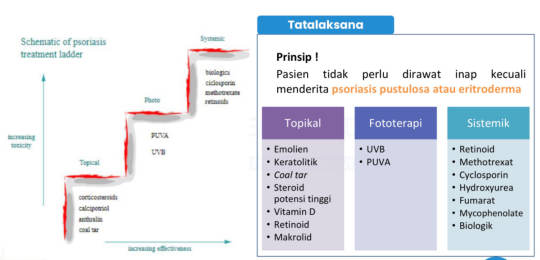 Schematic of psoriasis
treatment ladder
increasing
toxicity
Topical
corticosteroids
calcipotriol
anthralin
coal tar
Photo
PUVA
UVB
Systemic
biologics
ciclosporin
methotrexate
retinoids
increasing effectiveness
Tatalaksana
Prinsip !
Pasien tidak perlu dirawat inap kecuali
menderita psoriasis pustulosa atau eritroderma
Topikal
• Emolien
• Keratolitik
• Coal tar
• Steroid
potensi tinggi
• Vitamin D
• Retinoid
• Makrolid
Fototerapi
• UVB
• PUVA
Sistemik
• Retinoid
• Methotrexat
• Cyclosporin
• Hydroxyurea
• Fumarat
• Mycophenolate
• Biologik